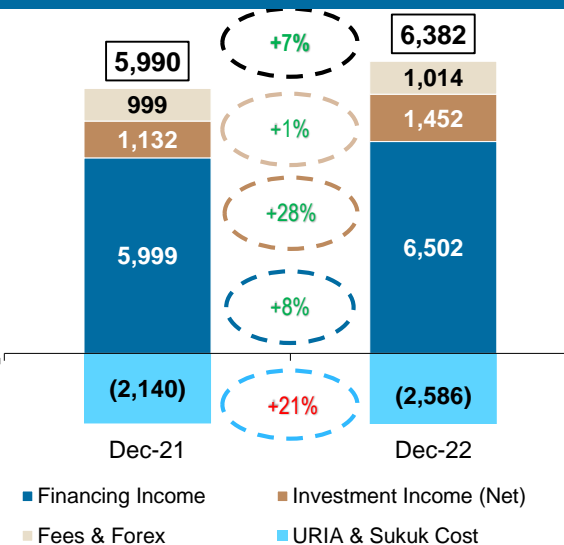 +7%
6,382
5,990
999
+1%
1,014
1,132
1,452
+28%
5,999
6,502
+8%
(2,140)
+21%
(2,586)
Dec-21
Dec-22
Financing Income
Investment Income (Net)
Fees & Forex
URIA & Sukuk Cost